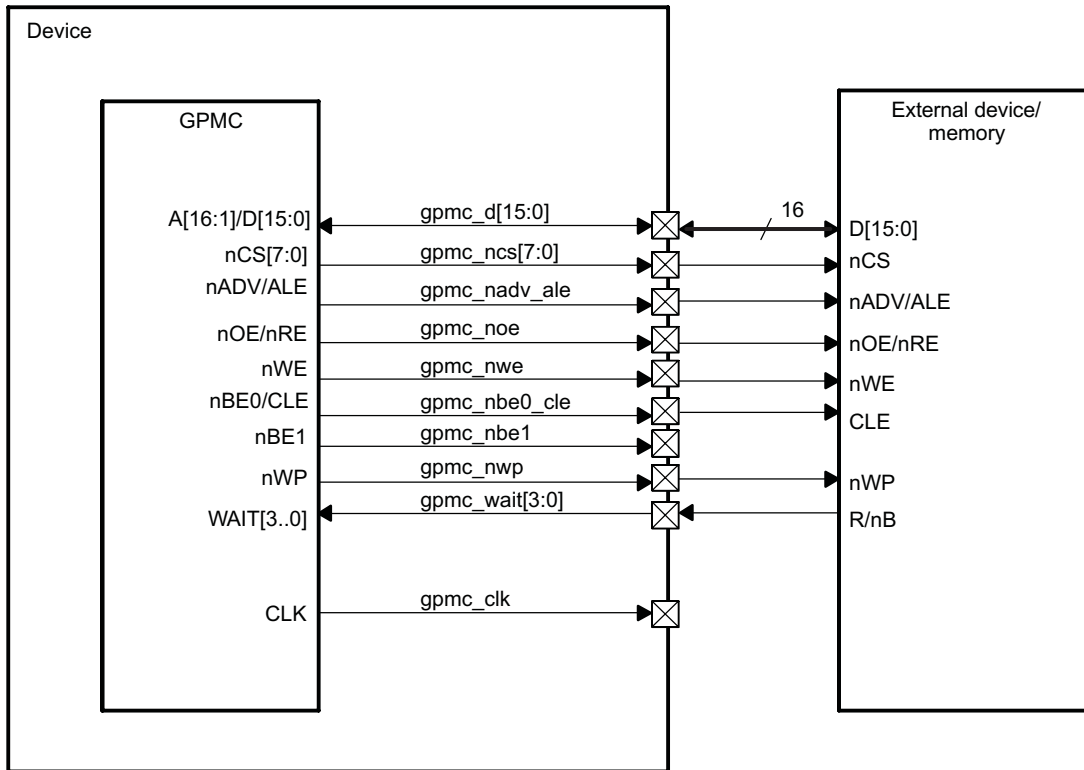 Device
GPMC
External device/
memory
A[16:1]/D[15:0]
gpmc_d[15:0]
16
D[15:0]
nCS[7:0]
gpmc_ncs[7:0]
nCS
nADV/ALE
gpmc_nadv_ale
nADV/ALE
nOE/nRE
gpmc_noe
nOE/nRE
nWE
gpmc_nwe
nWE
nBE0/CLE
gpmc_nbe0_cle
CLE
nBE1
gpmc_nbe1
nWP
gpmc_nwp
nWP
WAIT[3..0]
gpmc_wait[3:0]
R/nB
CLK
gpmc_clk